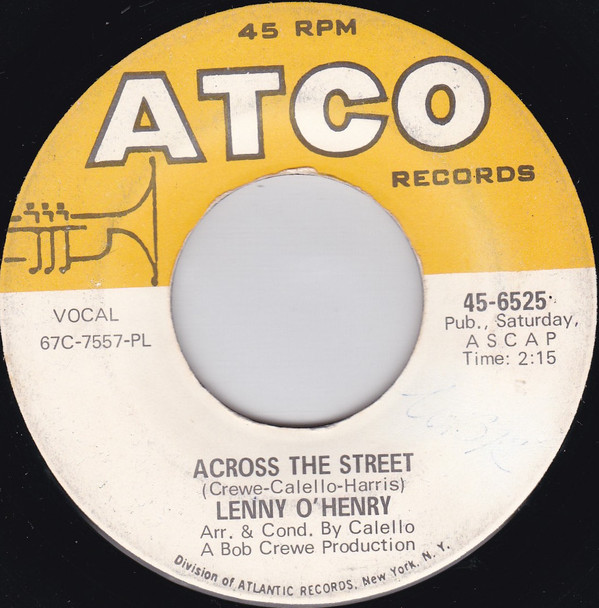 45 RPM
ATCO
RECORDS
VOCAL
67C-7557-PL
45-6525
Pub., Saturday,
ASCAP
Time: 2:15
ACROSS THE STREET
(Crewe-Calello-Harris)
LENNY O'HENRY
Arr. & Cond. By Calello
A Bob Crewe Production
Division of ATLANTIC RECORDS, New York, N. Y.